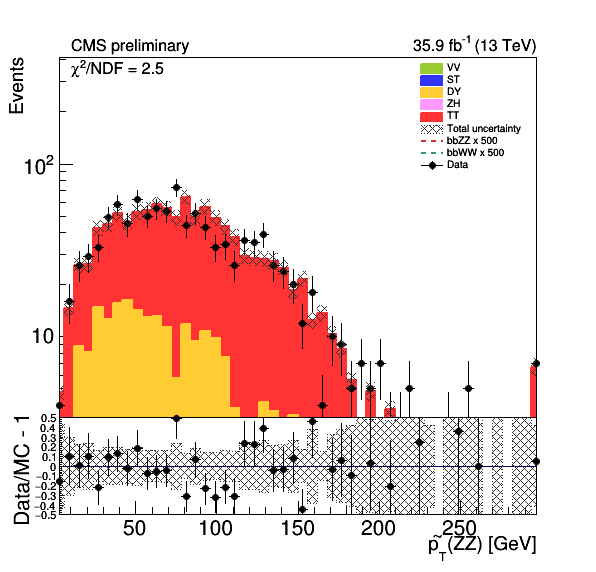 CMS preliminary 35.9 fb⁻¹ (13 TeV)
Events
χ²/NDF = 2.5
VV
ST
DY
ZH
TT
Total uncertainty
bbZZ x 500
bbWW x 500
Data
10²
10
Data/MC - 1
0.5
0.4
0.3
0.2
0.1
0
-0.1
-0.2
-0.3
-0.4
-0.5
50 100 150 200 250
p̃_T(ZZ) [GeV]